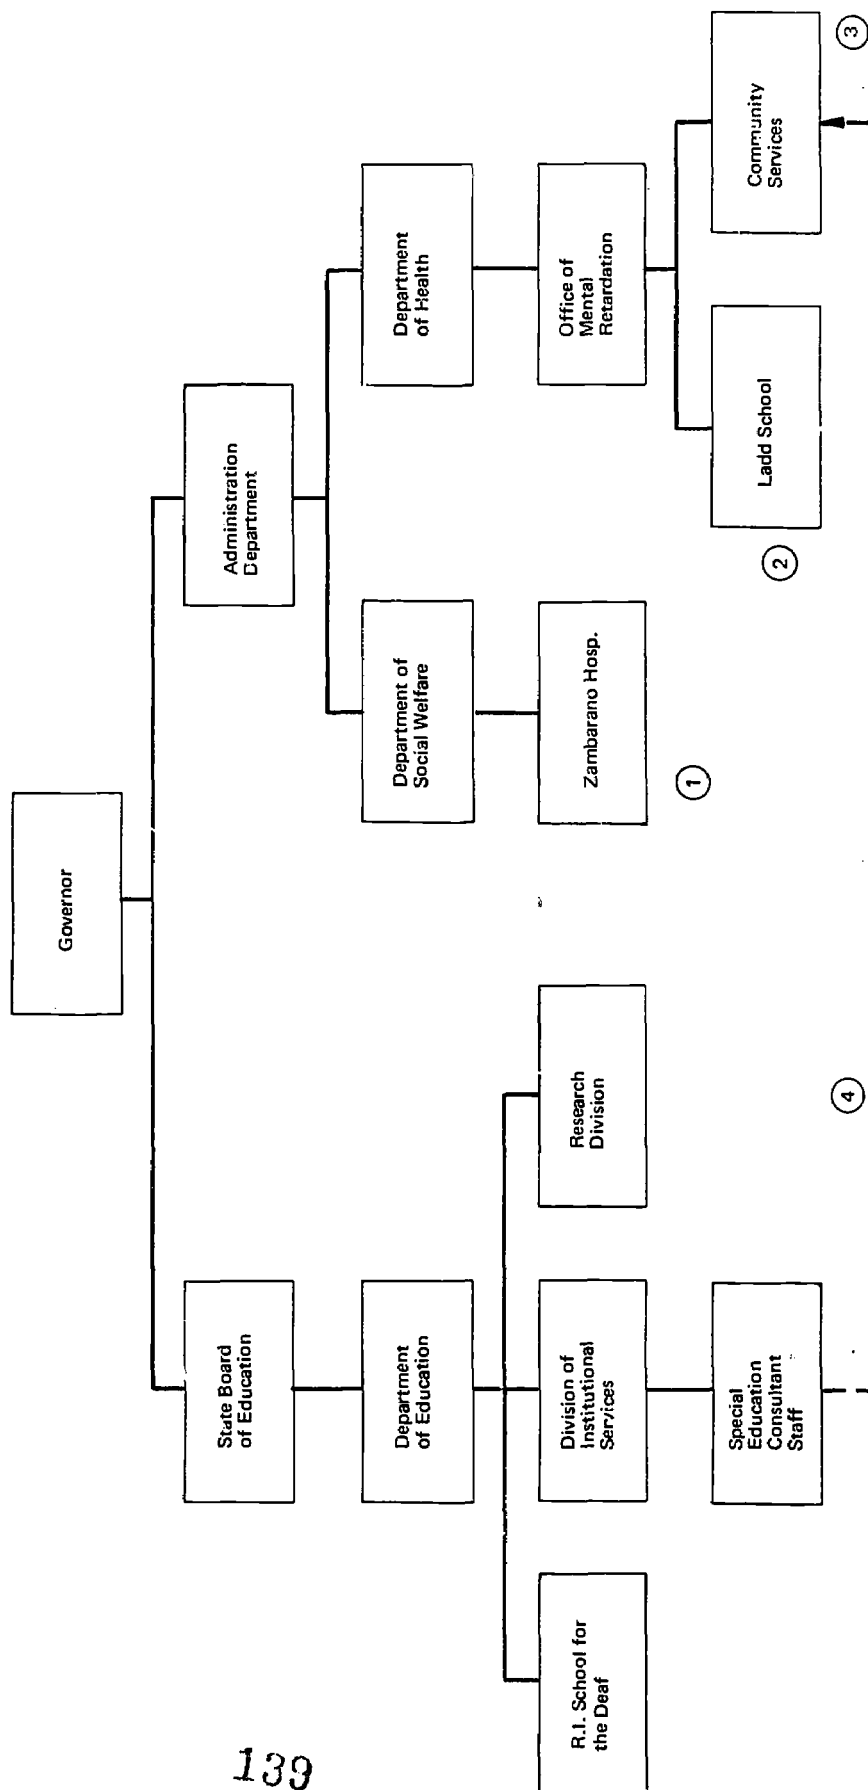 Governor
State Board
of Education
Administration
Department
Department
of Education
Department of
Social Welfare
Department
of Health
R.I. School for
the Deaf
Division of
Institutional
Services
Research
Division
Zambarano Hosp.
Office of
Mental
Retardation
Special
Education
Consultant
Staff
Ladd School
Community
Services
1
2
3
4
139